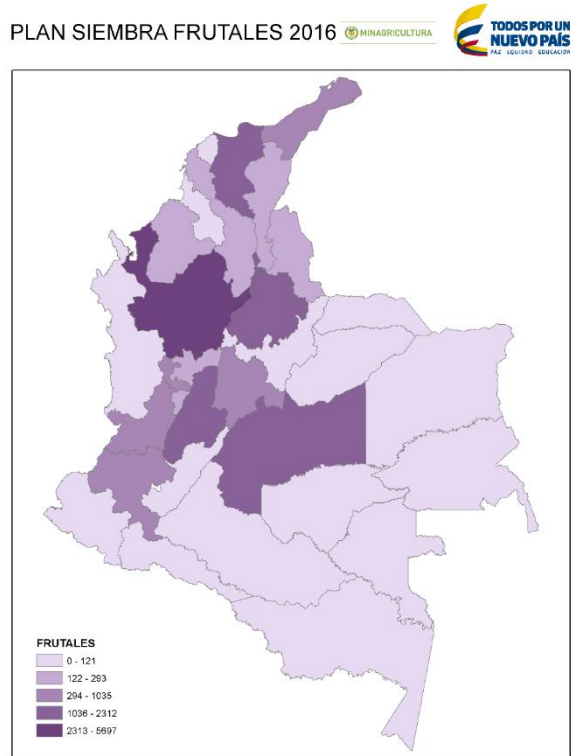 PLAN SIEMBRA FRUTALES 2016
MINAGRICULTURA
TODOS POR UN
NUEVO PAÍS
PAZ EQUIDAD EDUCACIÓN
FRUTALES
0 - 121
122 - 293
294 - 1035
1036 - 2312
2313 - 5697